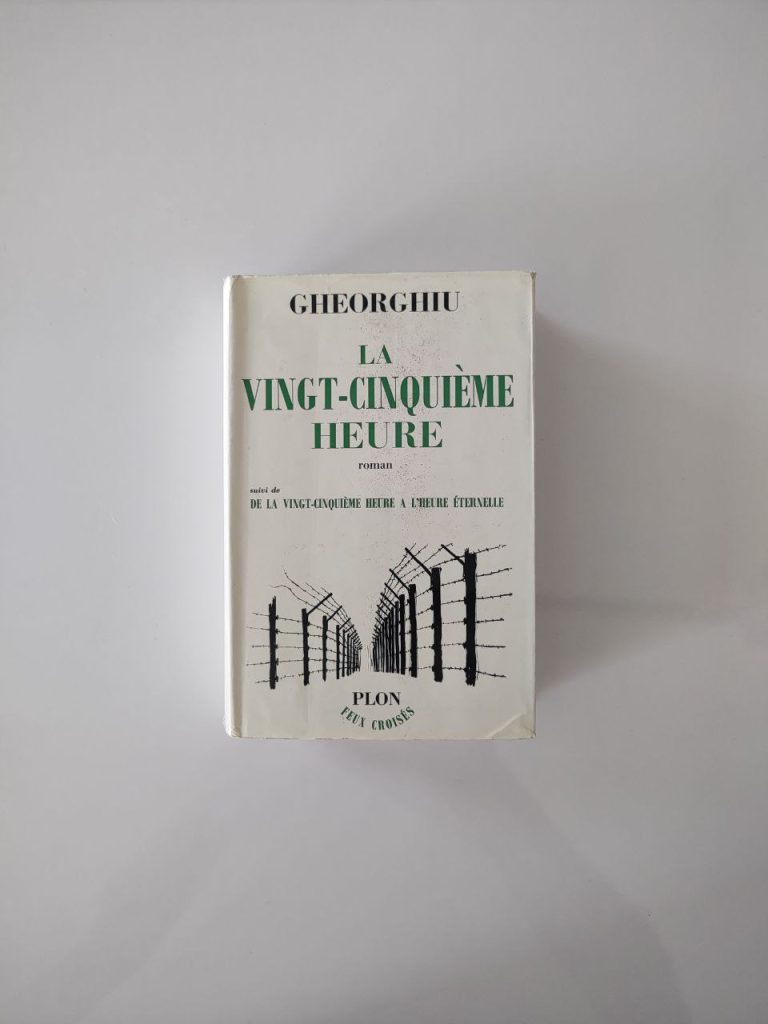 GHEORGHIU
LA
VINGT-CINQUIÈME
HEURE
roman
suivi de
DE LA VINGT-CINQUIÈME HEURE A L'HEURE ÉTERNELLE
PLON
FEUX CROISÉS